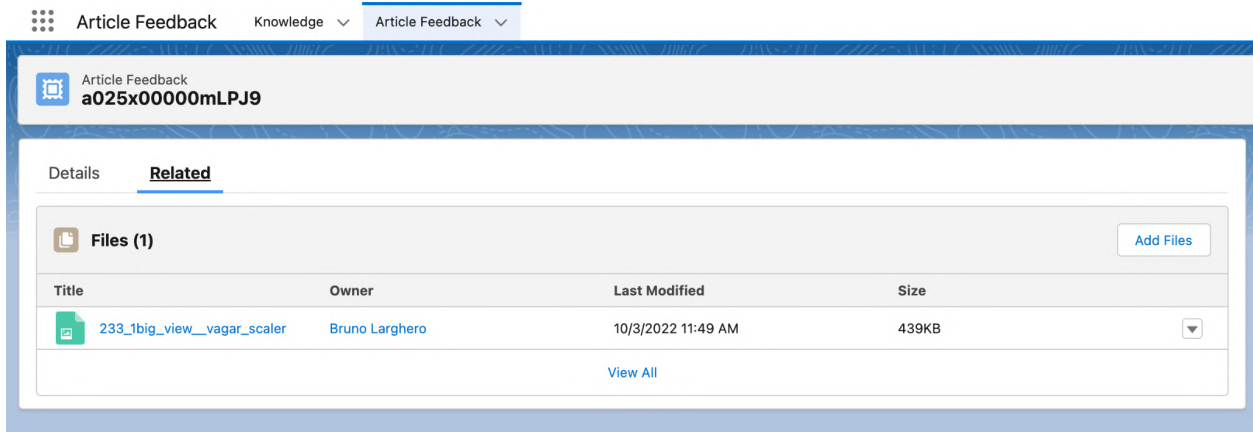 Article Feedback Knowledge Article Feedback
Article Feedback
a025x00000mLPJ9
Details Related
Files (1) Add Files
Title Owner Last Modified Size
233_1big_view__vagar_scaler Bruno Larghero 10/3/2022 11:49 AM 439KB
View All